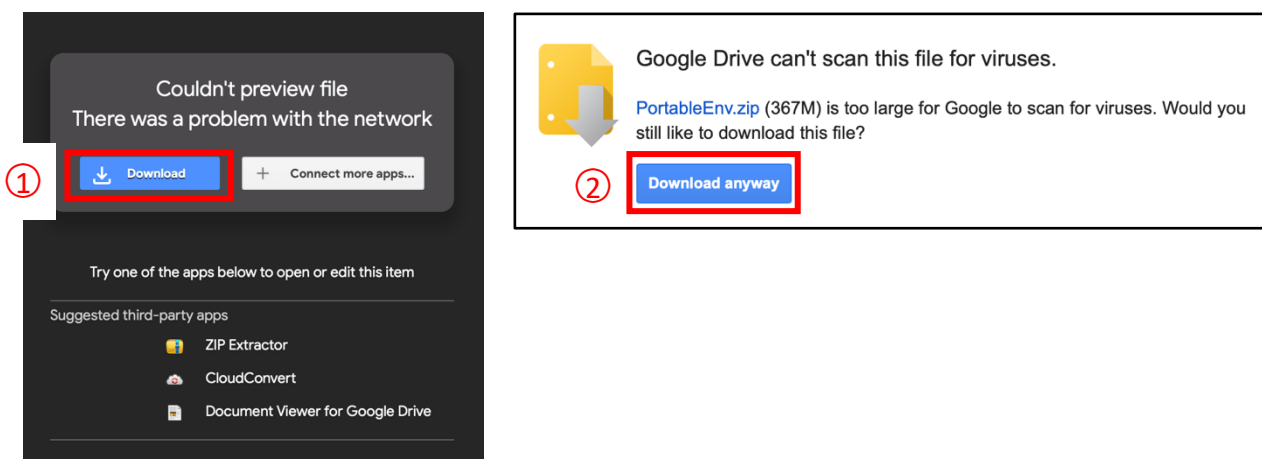 Couldn't preview file
There was a problem with the network
① Download + Connect more apps...
Try one of the apps below to open or edit this item
Suggested third-party apps
ZIP Extractor
CloudConvert
Document Viewer for Google Drive
Google Drive can't scan this file for viruses.
PortableEnv.zip (367M) is too large for Google to scan for viruses. Would you
still like to download this file?
② Download anyway